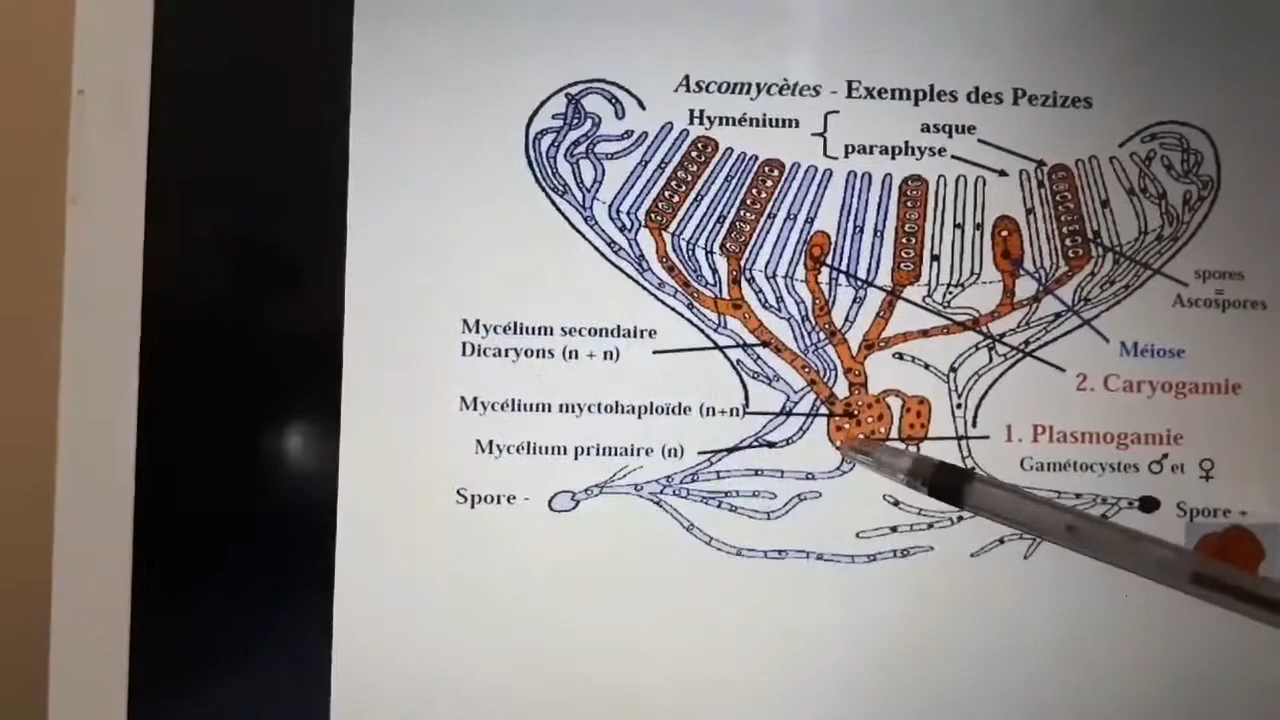 Ascomycètes - Exemples des Pezizes
Hyménium
asque
paraphyse
spores
=
Ascospores
Mycélium secondaire
Dicaryons (n + n)
Méiose
2. Caryogamie
Mycélium myctohaploïde (n+n)
1. Plasmogamie
Mycélium primaire (n)
Gamétocystes ♂ et ♀
Spore -
Spore +